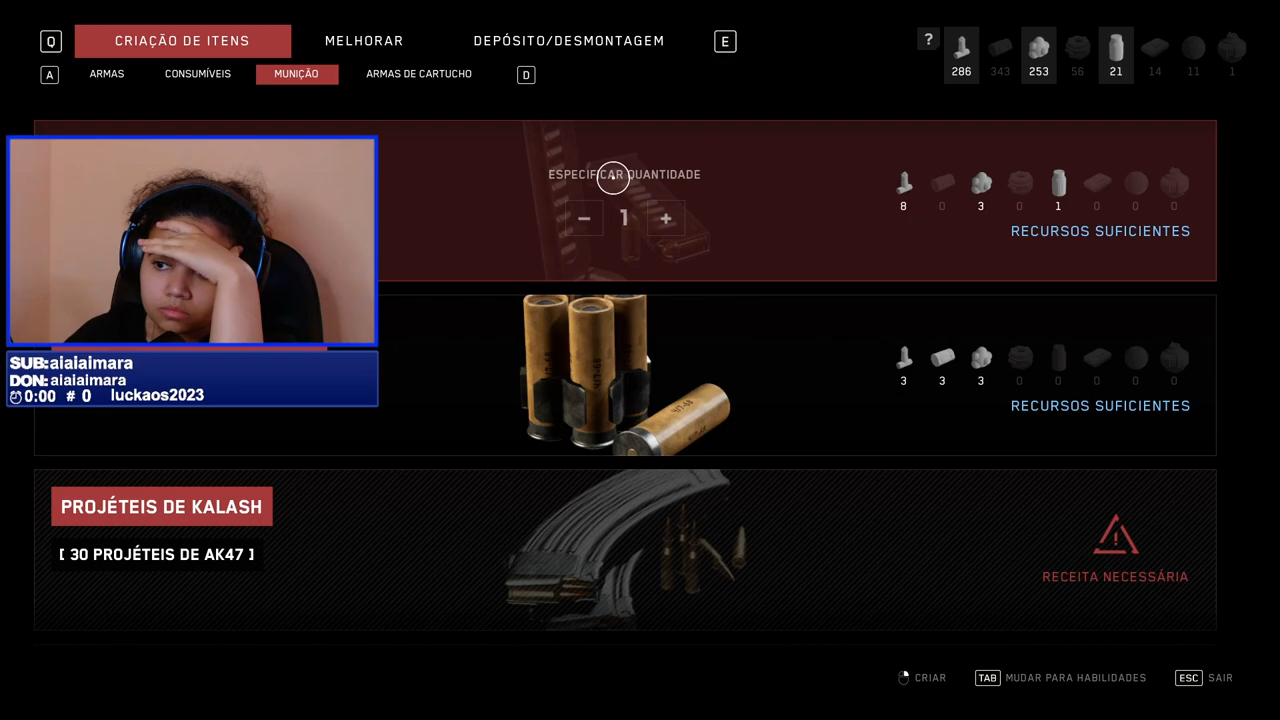 Q CRIAÇÃO DE ITENS MELHORAR DEPÓSITO/DESMONTAGEM E
A ARMAS CONSUMÍVEIS MUNIÇÃO ARMAS DE CARTUCHO D
?
286 343 253 56 21 14 11 1
ESPECIFICAR QUANTIDADE
− 1 +
8 0 3 0 1 0 0 0
RECURSOS SUFICIENTES
SUB: aiaiaimara
DON: aiaiaimara
0:00 # 0 luckaos2023
3 3 3 0 0 0 0 0
RECURSOS SUFICIENTES
PROJÉTEIS DE KALASH
[ 30 PROJÉTEIS DE AK47 ]
RECEITA NECESSÁRIA
CRIAR TAB MUDAR PARA HABILIDADES ESC SAIR